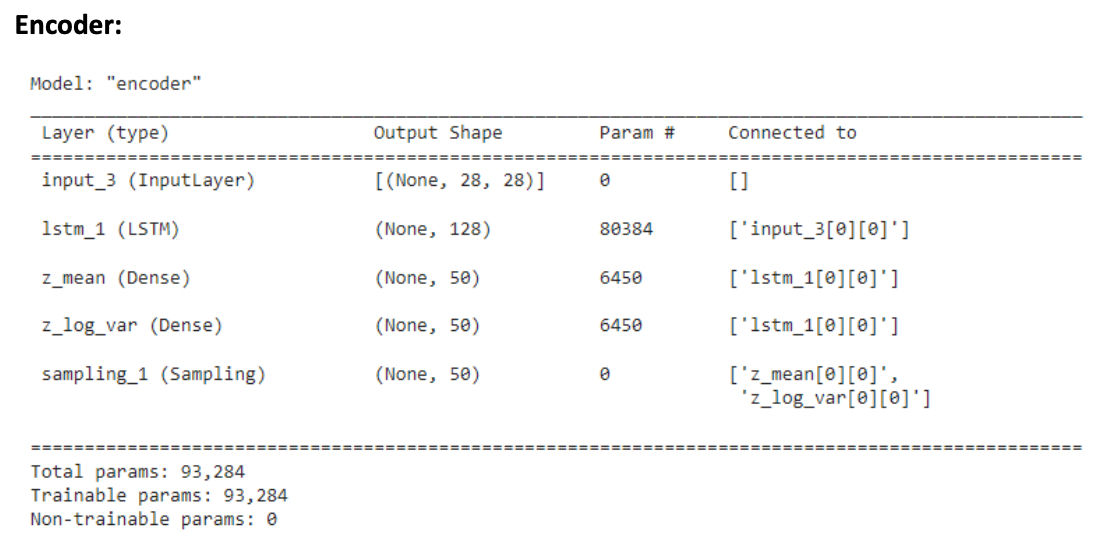 Encoder:
Model: "encoder"
Layer (type) Output Shape Param # Connected to
input_3 (InputLayer) [(None, 28, 28)] 0 []
lstm_1 (LSTM) (None, 128) 80384 ['input_3[0][0]']
z_mean (Dense) (None, 50) 6450 ['lstm_1[0][0]']
z_log_var (Dense) (None, 50) 6450 ['lstm_1[0][0]']
sampling_1 (Sampling) (None, 50) 0 ['z_mean[0][0]',
'z_log_var[0][0]']
Total params: 93,284
Trainable params: 93,284
Non-trainable params: 0